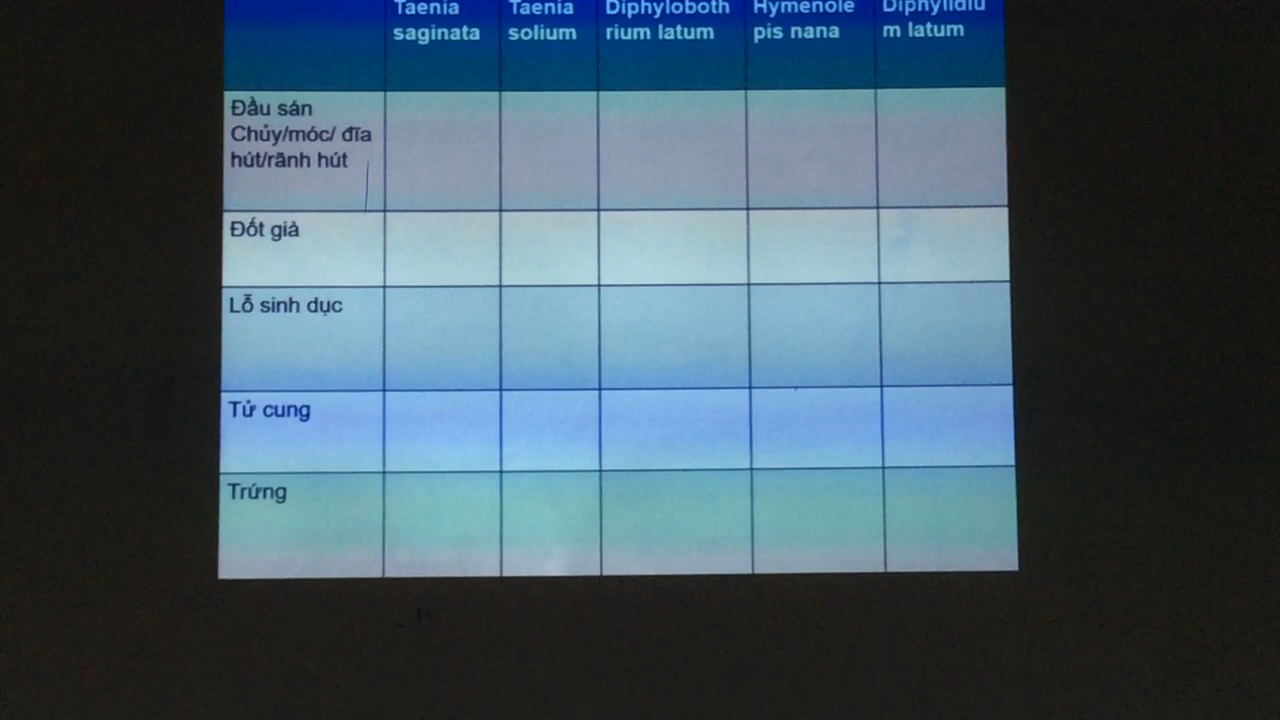 Taenia saginata
Taenia solium
Diphyloboth rium latum
Hymenole pis nana
Diphylidiu m latum
Đầu sán
Chủy/móc/ đĩa
hút/rãnh hút
Đốt già
Lỗ sinh dục
Tử cung
Trứng